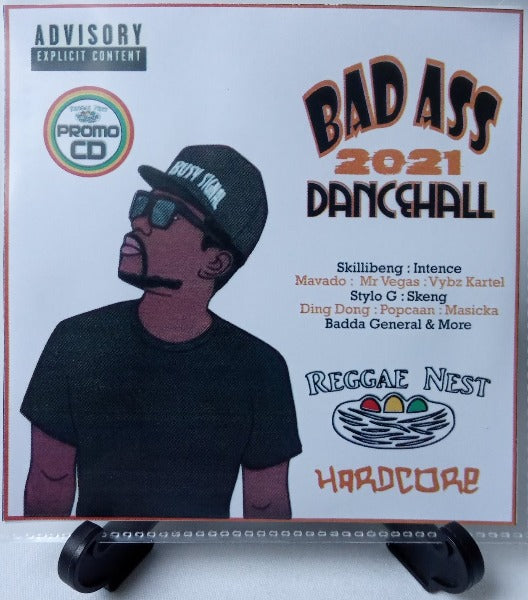 ADVISORY
EXPLICIT CONTENT
PROMO
CD
BUSY SIGNAL
BAD ASS
2021
DANCEHALL
Skillibeng : Intence
Mavado : Mr Vegas : Vybz Kartel
Stylo G : Skeng
Ding Dong : Popcaan : Masicka
Badda General & More
REGGAE NEST
HARDCORE